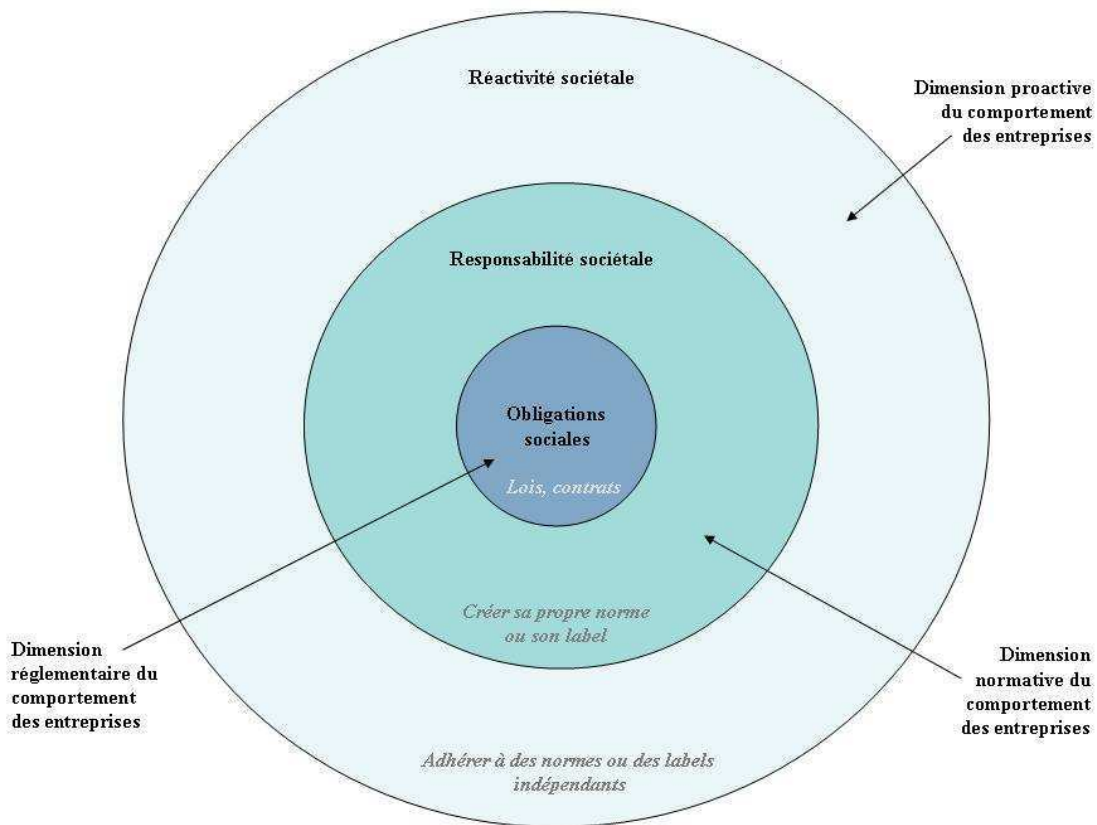 Réactivité sociétale
Dimension proactive
du comportement
des entreprises
Responsabilité sociétale
Obligations
sociales
Lois, contrats
Créer sa propre norme
ou son label
Dimension
réglementaire du
comportement
des entreprises
Dimension
normative du
comportement
des entreprises
Adhérer à des normes ou des labels
indépendants